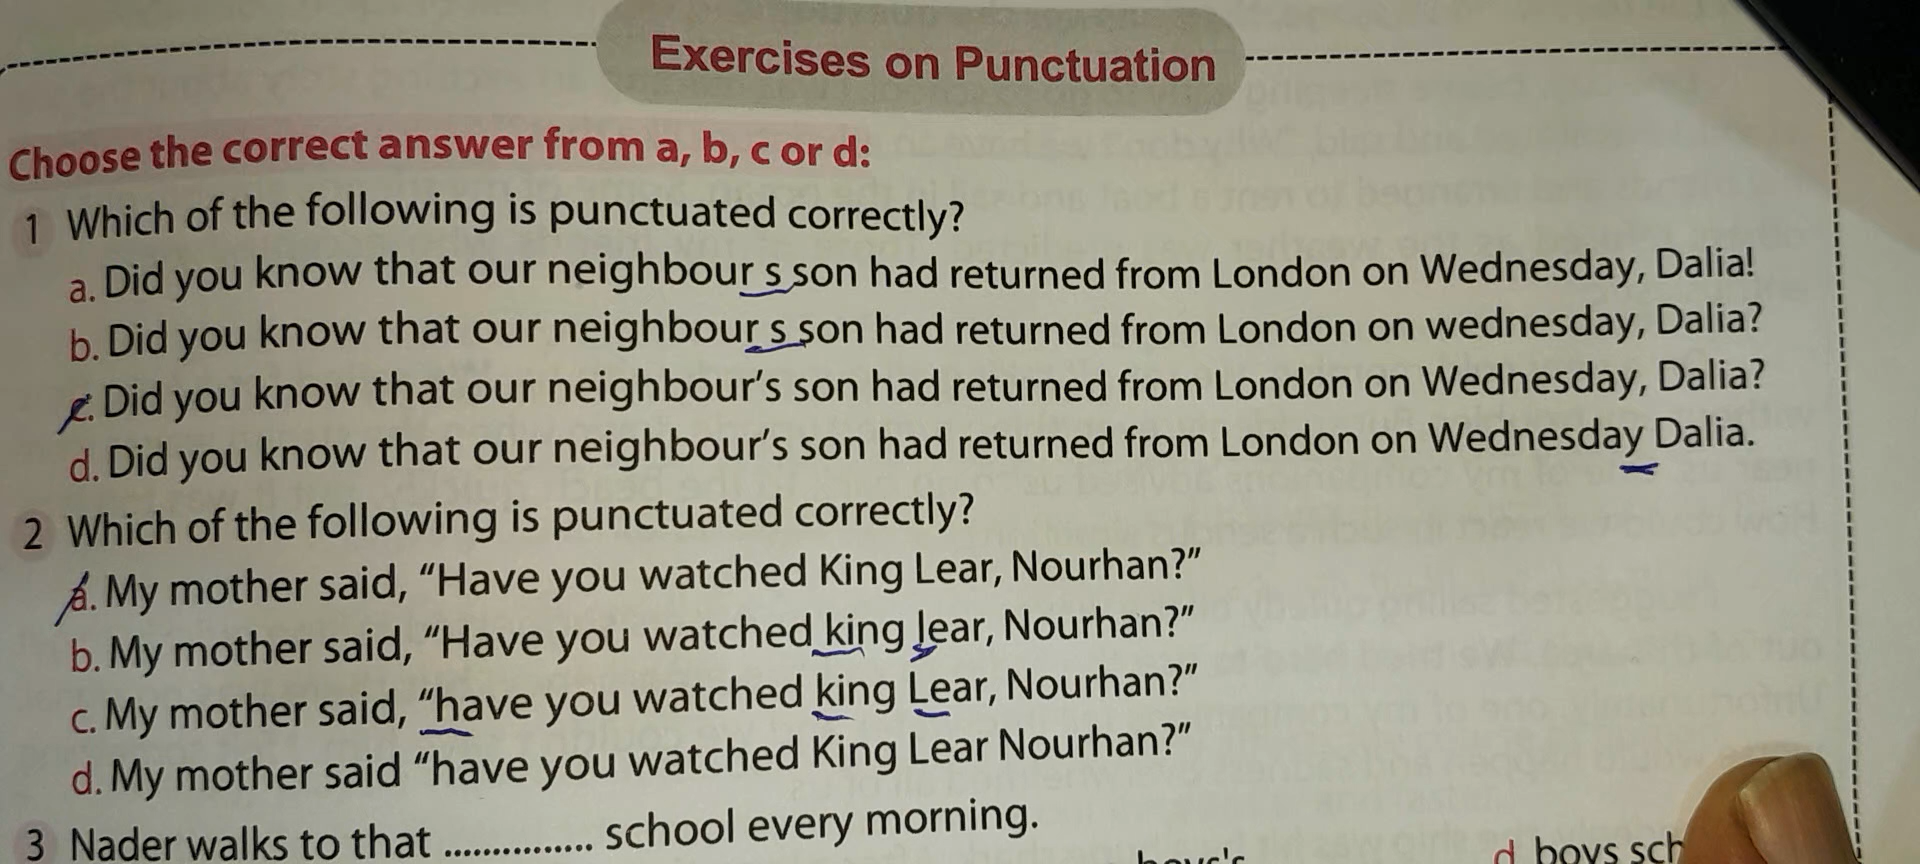 Exercises on Punctuation
Choose the correct answer from a, b, c or d:
1 Which of the following is punctuated correctly?
a. Did you know that our neighbour s son had returned from London on Wednesday, Dalia!
b. Did you know that our neighbour s son had returned from London on wednesday, Dalia?
c. Did you know that our neighbour's son had returned from London on Wednesday, Dalia?
d. Did you know that our neighbour's son had returned from London on Wednesday Dalia.
2 Which of the following is punctuated correctly?
a. My mother said, “Have you watched King Lear, Nourhan?”
b. My mother said, “Have you watched king lear, Nourhan?”
c. My mother said, “have you watched king Lear, Nourhan?”
d. My mother said “have you watched King Lear Nourhan?”
3 Nader walks to that ............... school every morning.
d boys